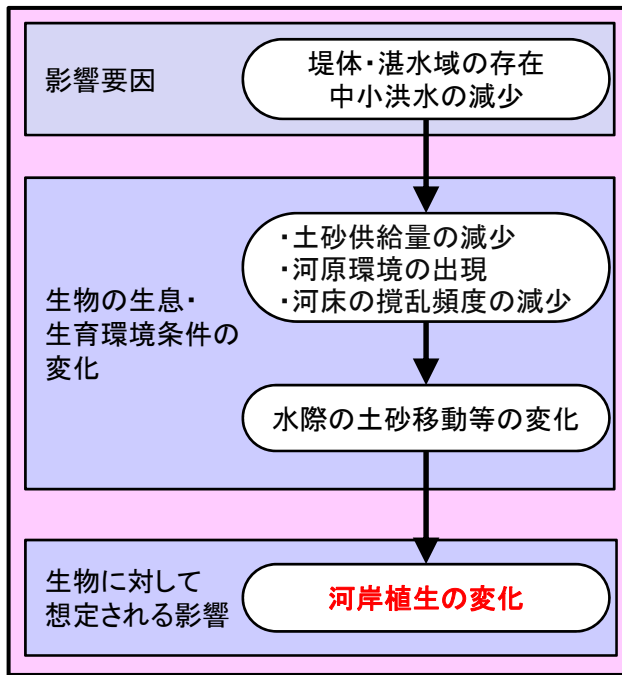 影響要因
堤体・湛水域の存在
中小洪水の減少
生物の生息・
生育環境条件の
変化
・土砂供給量の減少
・河原環境の出現
・河床の撹乱頻度の減少
水際の土砂移動等の変化
生物に対して
想定される影響
河岸植生の変化